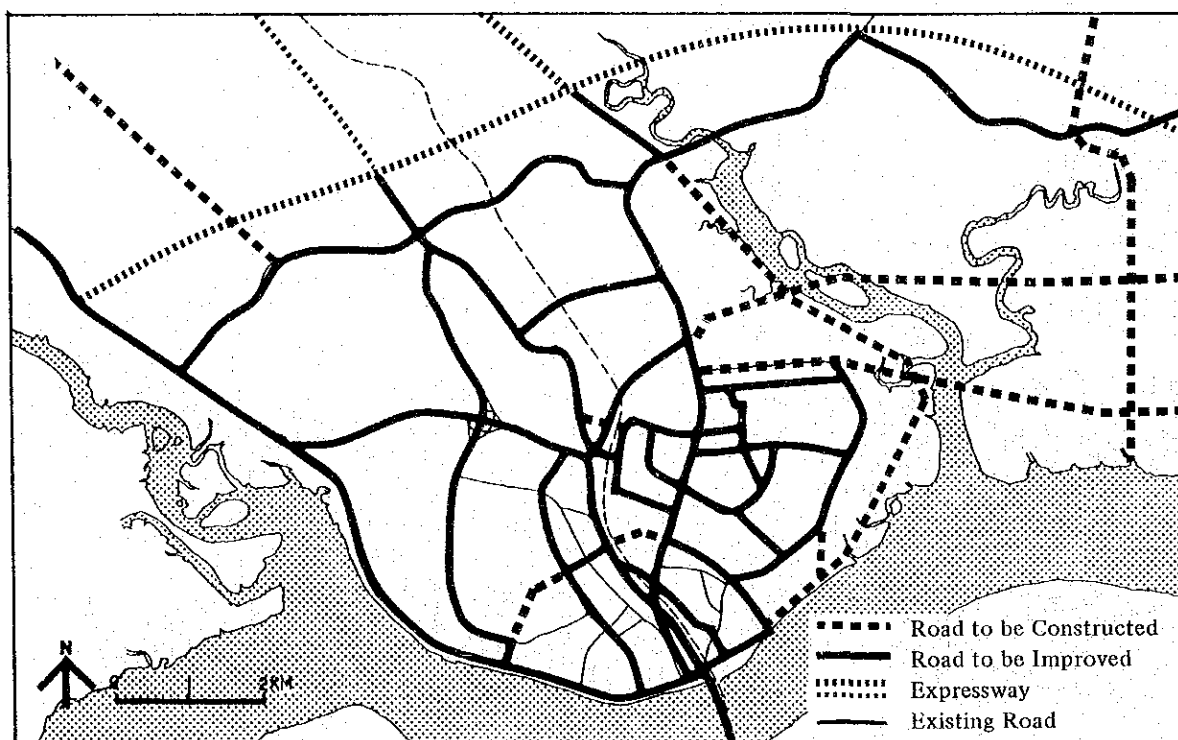 Road to be Constructed
Road to be Improved
Expressway
Existing Road
N
0 2KM